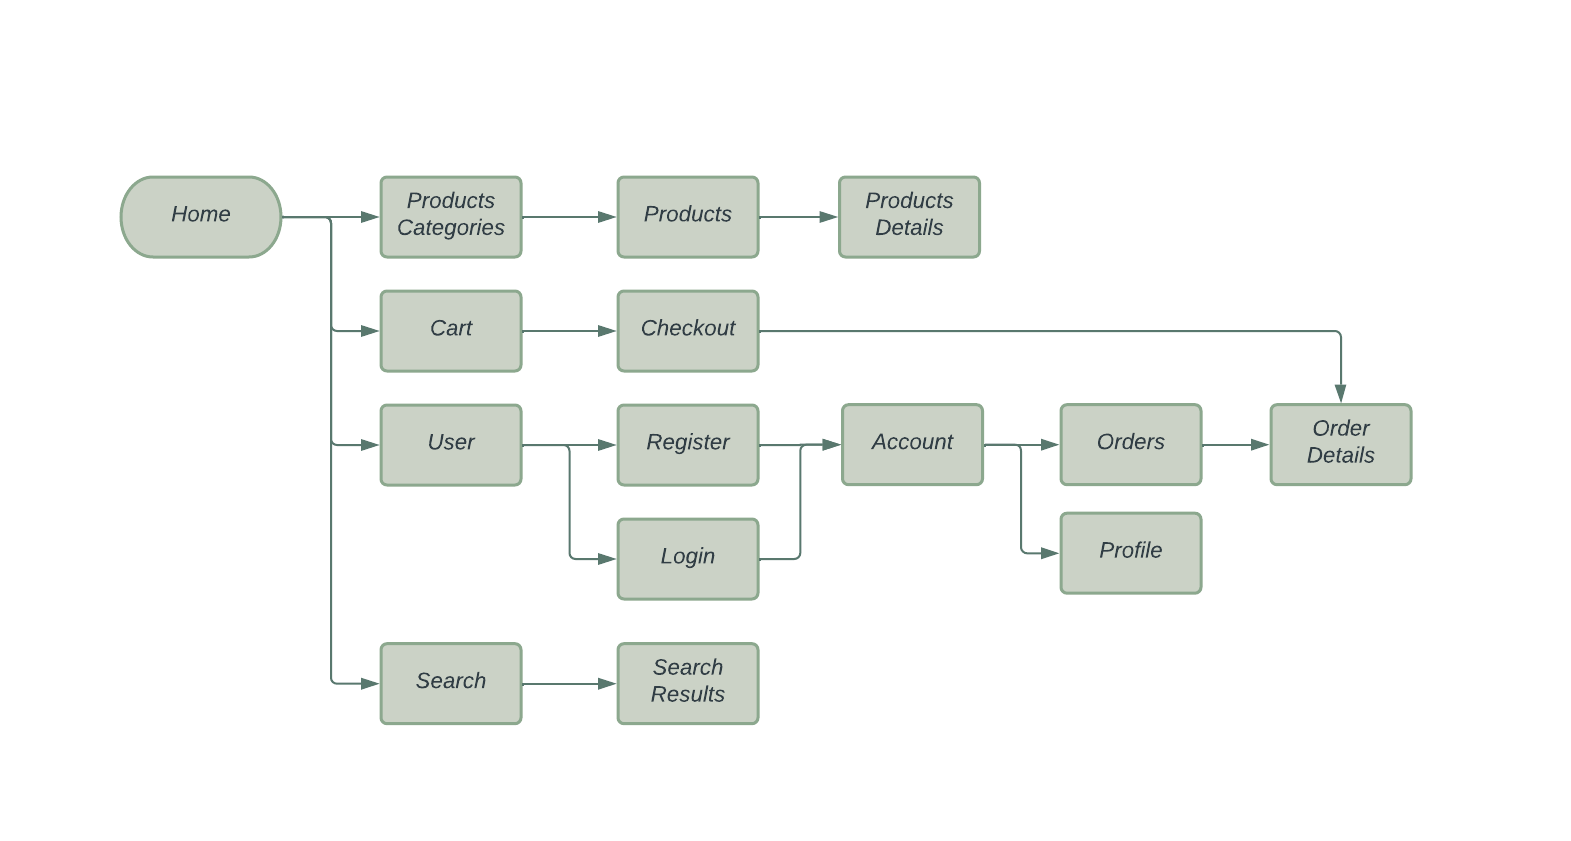 Home
Products
Categories
Products
Products
Details
Cart
Checkout
User
Register
Account
Orders
Order
Details
Login
Profile
Search
Search
Results